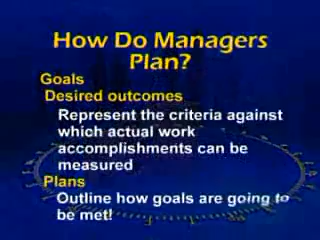 How Do Managers
Plan?
Goals
Desired outcomes
Represent the criteria against
which actual work
accomplishments can be
measured
Plans
Outline how goals are going to
be met!